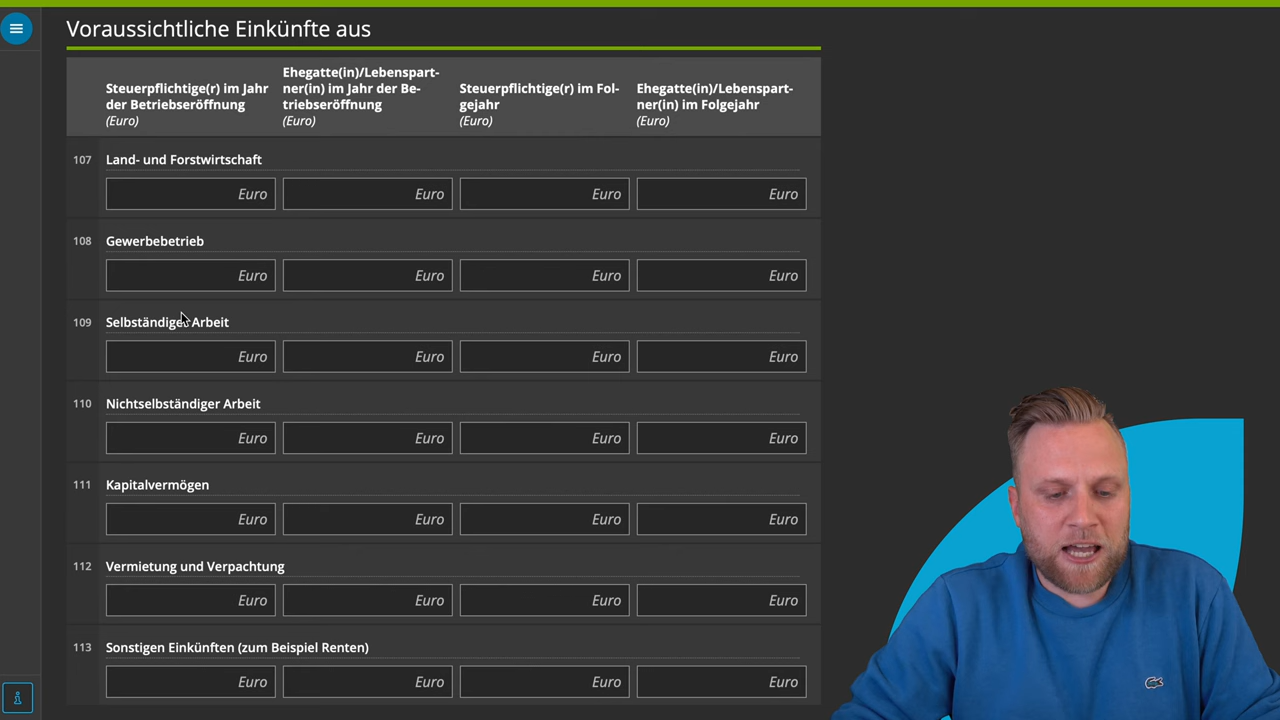 Voraussichtliche Einkünfte aus
Steuerpflichtige(r) im Jahr
der Betriebseröffnung
(Euro)
Ehegatte(in)/Lebenspart-
ner(in) im Jahr der Be-
triebseröffnung
(Euro)
Steuerpflichtige(r) im Fol-
gejahr
(Euro)
Ehegatte(in)/Lebenspart-
ner(in) im Folgejahr
(Euro)
107 Land- und Forstwirtschaft
Euro Euro Euro Euro
108 Gewerbebetrieb
Euro Euro Euro Euro
109 Selbständiger Arbeit
Euro Euro Euro Euro
110 Nichtselbständiger Arbeit
Euro Euro Euro Euro
111 Kapitalvermögen
Euro Euro Euro Euro
112 Vermietung und Verpachtung
Euro Euro Euro Euro
113 Sonstigen Einkünften (zum Beispiel Renten)
Euro Euro Euro Euro